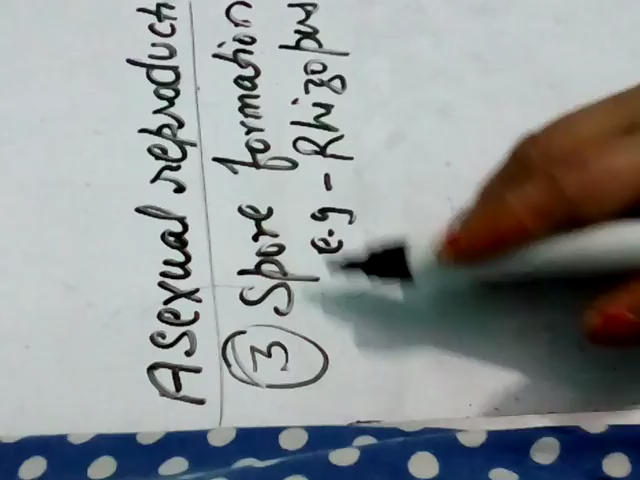 Asexual reproducti
③ Spore formation
e.g - Rhizopus